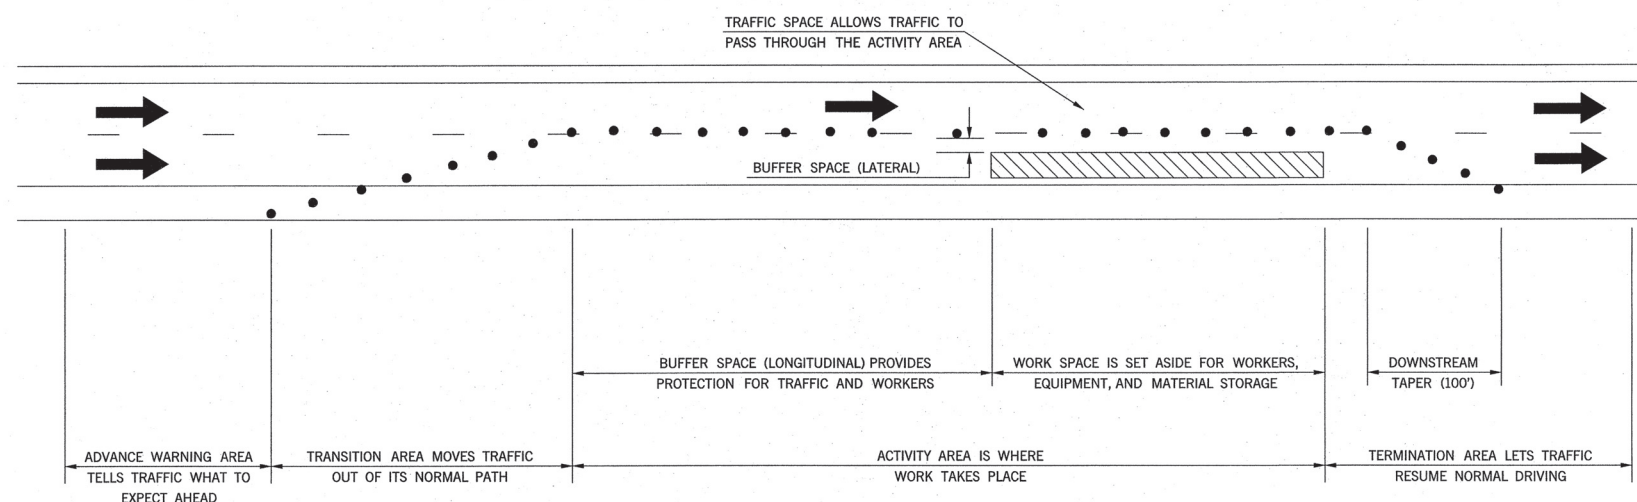 TRAFFIC SPACE ALLOWS TRAFFIC TO
PASS THROUGH THE ACTIVITY AREA
BUFFER SPACE (LATERAL)
BUFFER SPACE (LONGITUDINAL) PROVIDES
PROTECTION FOR TRAFFIC AND WORKERS
WORK SPACE IS SET ASIDE FOR WORKERS,
EQUIPMENT, AND MATERIAL STORAGE
DOWNSTREAM
TAPER (100')
ADVANCE WARNING AREA
TELLS TRAFFIC WHAT TO
EXPECT AHEAD
TRANSITION AREA MOVES TRAFFIC
OUT OF ITS NORMAL PATH
ACTIVITY AREA IS WHERE
WORK TAKES PLACE
TERMINATION AREA LETS TRAFFIC
RESUME NORMAL DRIVING